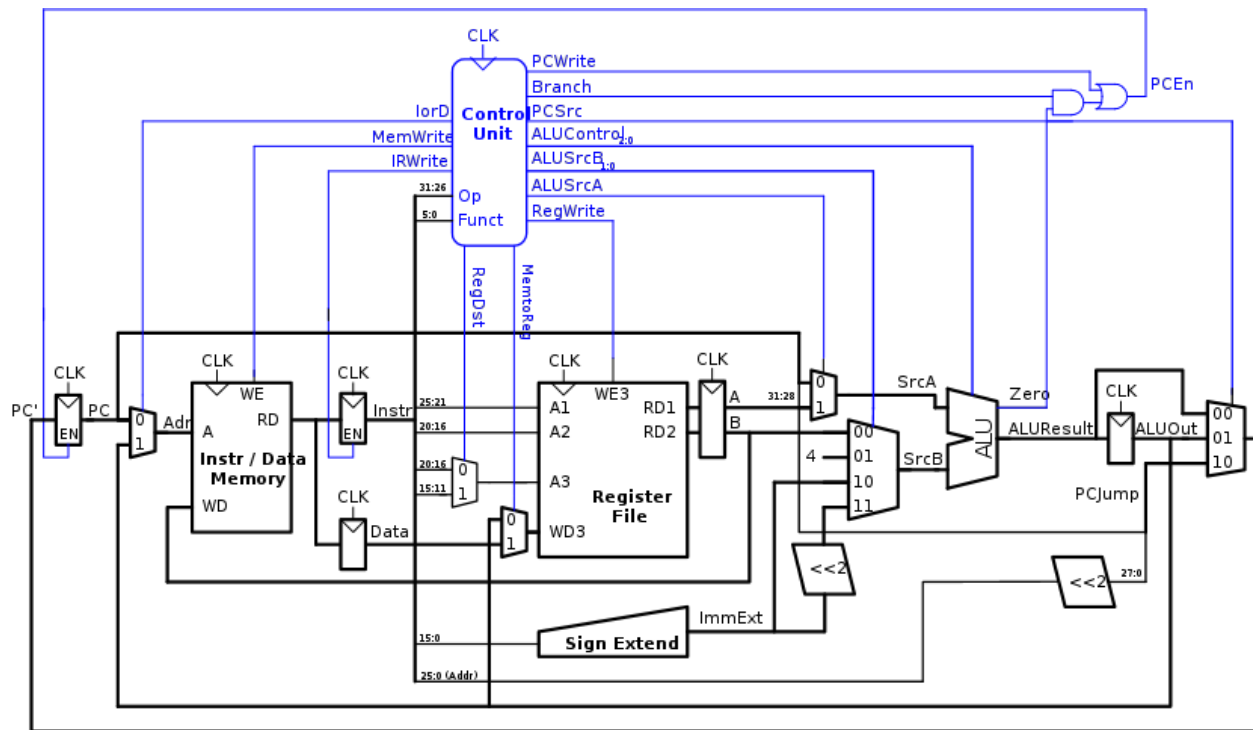 CLK
PCWrite
Branch
PCEn
IorD
Control
Unit
PCSrc
MemWrite
ALUControl 2:0
IRWrite
ALUSrcB 1:0
31:26
Op
ALUSrcA
5:0
Funct
RegWrite
RegDst
MemtoReg
CLK
CLK
CLK
CLK
CLK
PC'
EN
PC
0
1
Adr
WE
A
RD
Instr / Data
Memory
WD
EN
Instr
CLK
Data
25:21
20:16
20:16
15:11
0
1
0
1
WE3
A1
A2
A3
WD3
RD1
RD2
Register
File
A
B
31:28
0
1
SrcA
4
00
01
10
11
SrcB
ALU
Zero
ALUResult
CLK
ALUOut
00
01
10
PCJump
<<2
<<2
27:0
15:0
Sign Extend
ImmExt
25:0 (Addr)